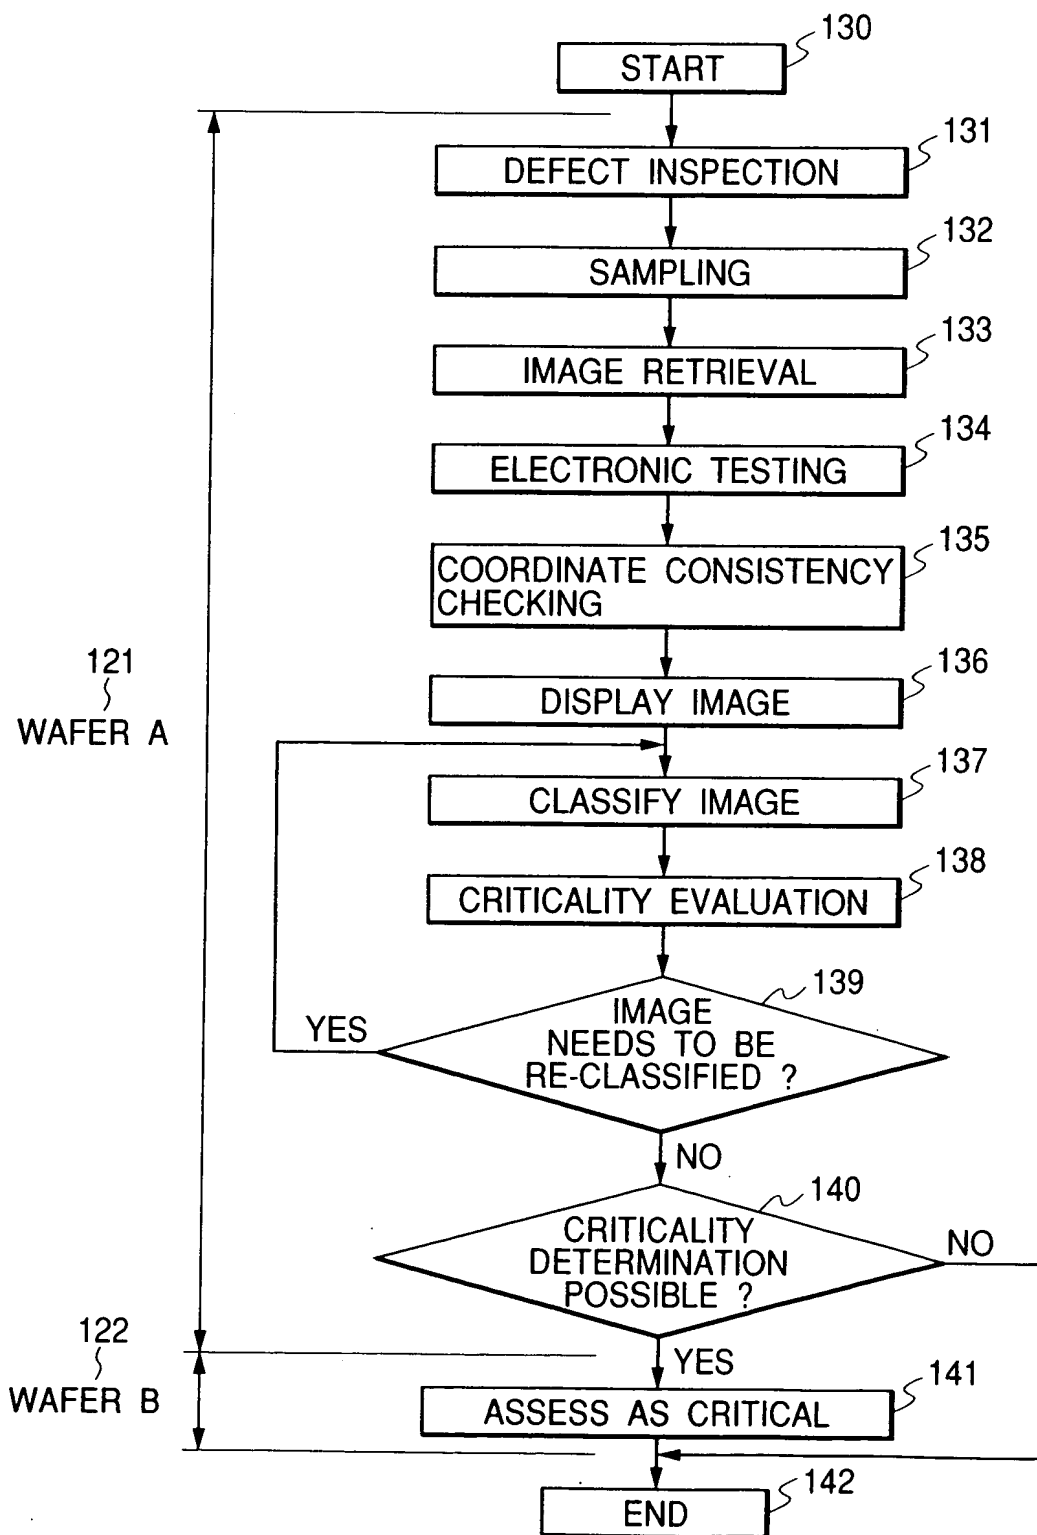 130
START
131
DEFECT INSPECTION
132
SAMPLING
133
IMAGE RETRIEVAL
134
ELECTRONIC TESTING
135
COORDINATE CONSISTENCY
CHECKING
136
DISPLAY IMAGE
121
WAFER A
137
CLASSIFY IMAGE
138
CRITICALITY EVALUATION
139
IMAGE
NEEDS TO BE
RE-CLASSIFIED ?
YES
NO
140
CRITICALITY
DETERMINATION
POSSIBLE ?
NO
YES
122
WAFER B
141
ASSESS AS CRITICAL
142
END